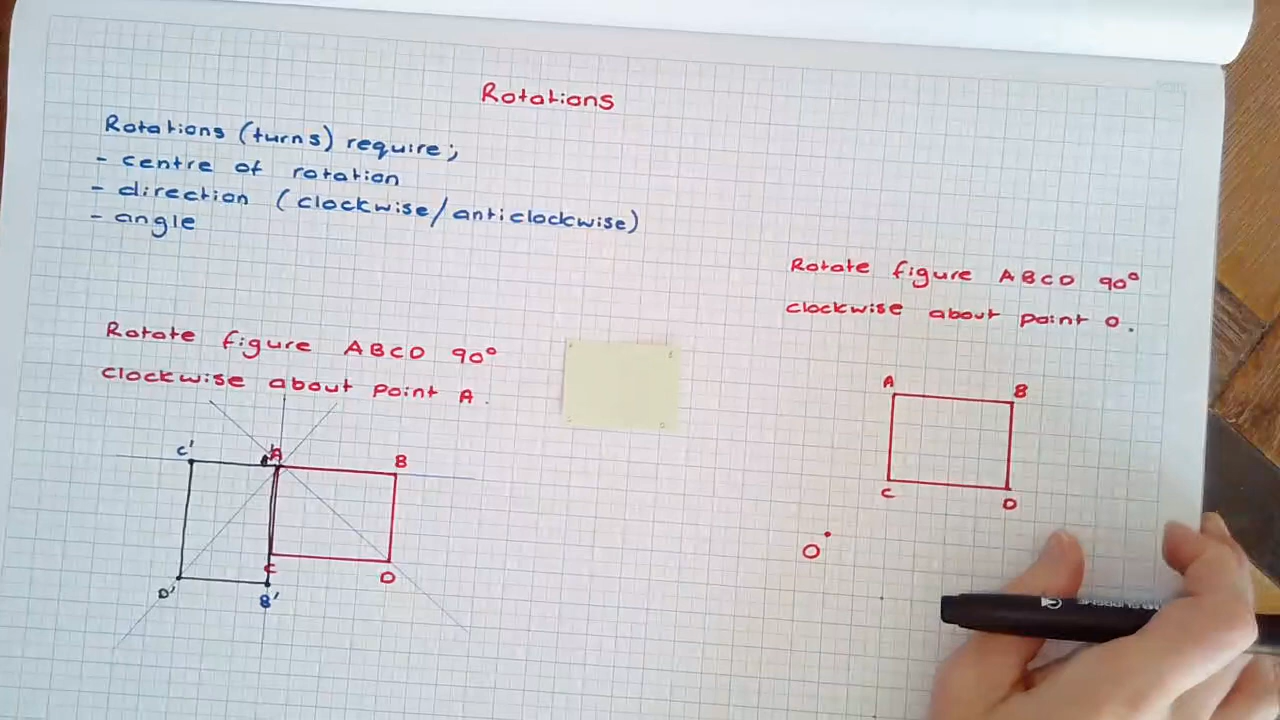 Rotations
Rotations (turns) require;
- centre of rotation
- direction (clockwise/anticlockwise)
- angle
Rotate figure ABCD 90°
clockwise about point A.
C' A B
C D
D' B'
Rotate figure ABCD 90°
clockwise about point O.
A B
C D
O